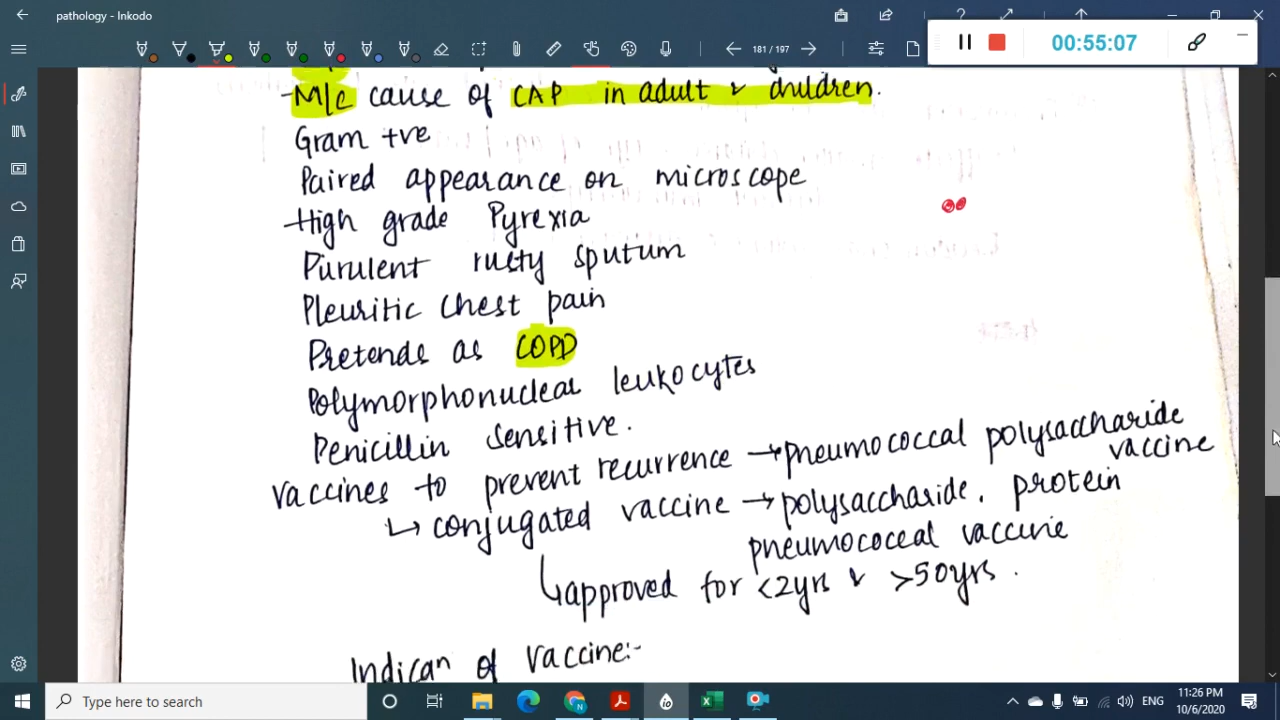 pathology - Inkodo
181 / 197
00:55:07
- M/c cause of CAP in adult & children.
Gram +ve
Paired appearance on microscope
- High grade Pyrexia
Purulent rusty sputum
Pleuritic Chest pain
Pretends as COPD
Polymorphonuclear leukocytes
Penicillin sensitive.
vaccines to prevent recurrence → pneumococcal polysaccharide
vaccine
↳ conjugated vaccine → polysaccharide. protein
pneumococcal vaccine
↳ approved for <2yrs & >50yrs.
Indican of vaccine:-
Type here to search
ENG
11:26 PM
10/6/2020